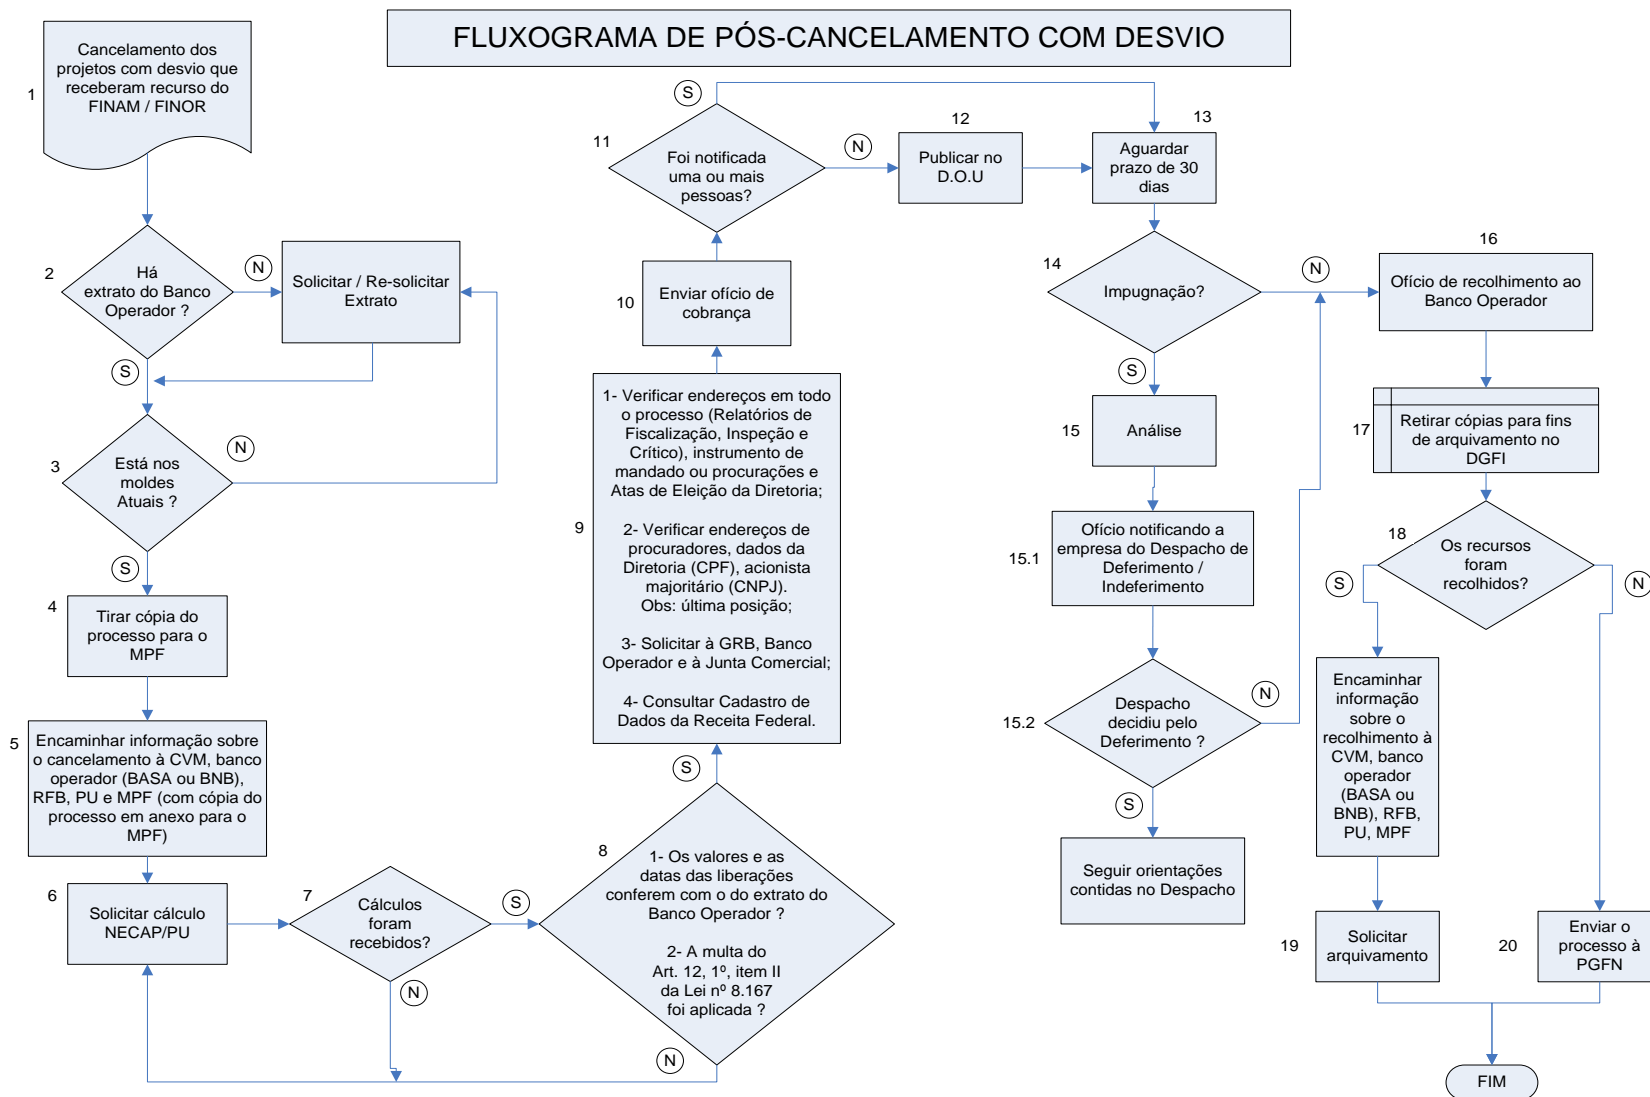 FLUXOGRAMA DE PÓS-CANCELAMENTO COM DESVIO
1
Cancelamento dos
projetos com desvio que
receberam recurso do
FINAM / FINOR
2
Há
extrato do Banco
Operador ?
N
Solicitar / Re-solicitar
Extrato
S
3
Está nos
moldes
Atuais ?
N
S
4
Tirar cópia do
processo para o
MPF
5
Encaminhar informação sobre
o cancelamento à CVM, banco
operador (BASA ou BNB),
RFB, PU e MPF (com cópia do
processo em anexo para o
MPF)
6
Solicitar cálculo
NECAP/PU
7
Cálculos
foram
recebidos?
S
N
8
1- Os valores e as
datas das liberações
conferem com o do extrato do
Banco Operador ?
2- A multa do
Art. 12, 1º, item II
da Lei nº 8.167
foi aplicada ?
N
S
9
1- Verificar endereços em todo
o processo (Relatórios de
Fiscalização, Inspeção e
Crítico), instrumento de
mandado ou procurações e
Atas de Eleição da Diretoria;
2- Verificar endereços de
procuradores, dados da
Diretoria (CPF), acionista
majoritário (CNPJ).
Obs: última posição;
3- Solicitar à GRB, Banco
Operador e à Junta Comercial;
4- Consultar Cadastro de
Dados da Receita Federal.
10
Enviar ofício de
cobrança
11
Foi notificada
uma ou mais
pessoas?
S
N
12
Publicar no
D.O.U
13
Aguardar
prazo de 30
dias
14
Impugnação?
N
S
15
Análise
15.1
Ofício notificando a
empresa do Despacho de
Deferimento /
Indeferimento
15.2
Despacho
decidiu pelo
Deferimento ?
N
S
Seguir orientações
contidas no Despacho
16
Ofício de recolhimento ao
Banco Operador
17
Retirar cópias para fins
de arquivamento no
DGFI
18
Os recursos
foram
recolhidos?
S
N
Encaminhar
informação
sobre o
recolhimento à
CVM, banco
operador
(BASA ou
BNB), RFB,
PU, MPF
19
Solicitar
arquivamento
20
Enviar o
processo à
PGFN
FIM